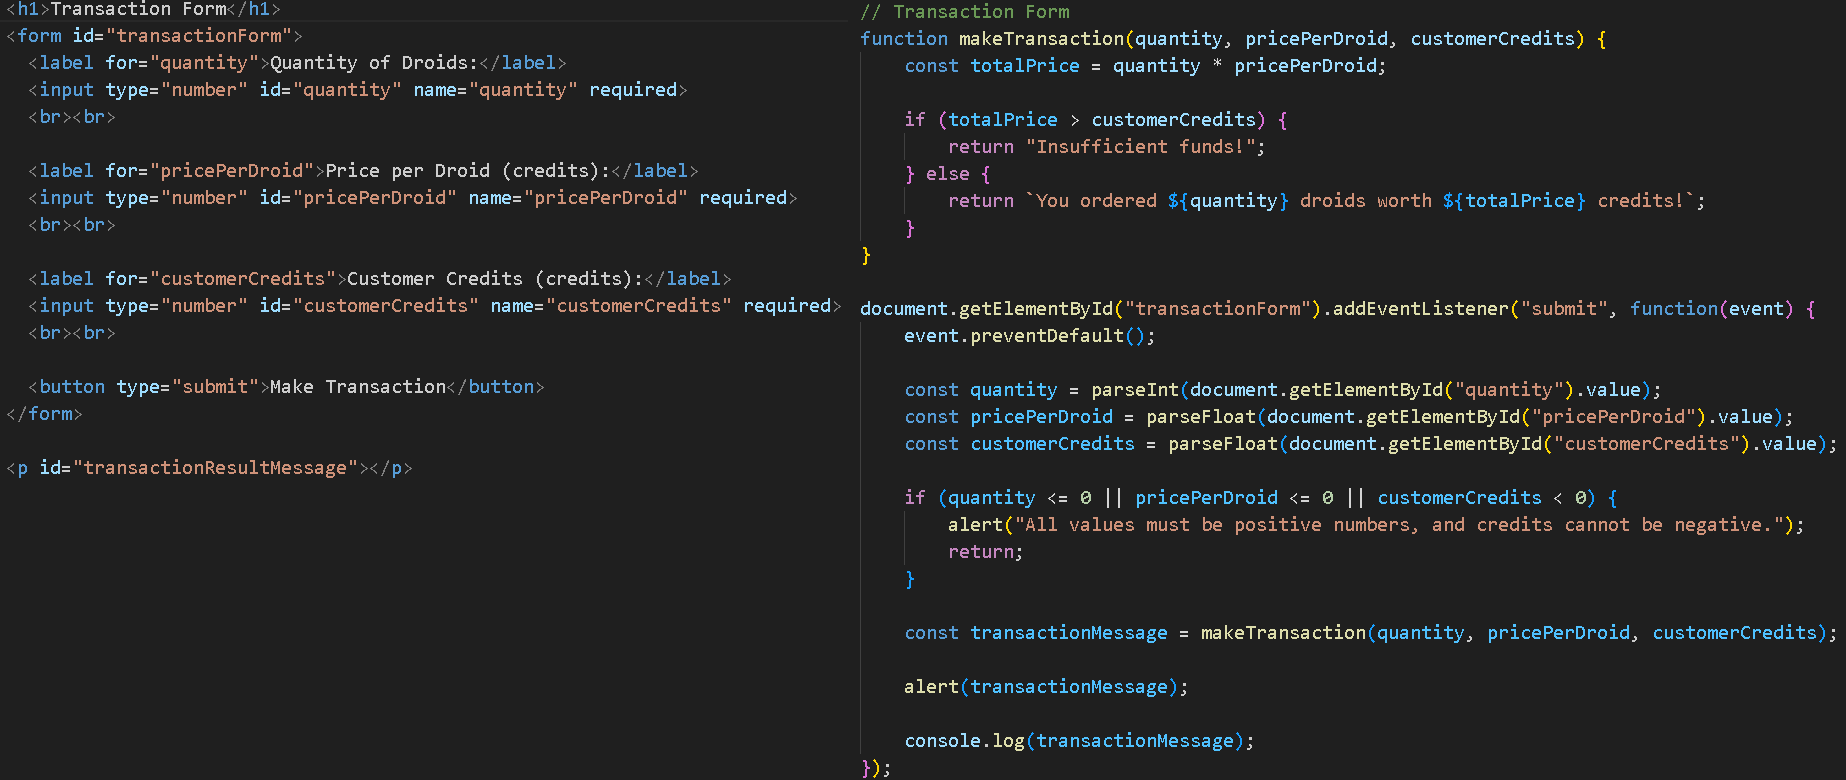 <h1>Transaction Form</h1>
<form id="transactionForm">
  <label for="quantity">Quantity of Droids:</label>
  <input type="number" id="quantity" name="quantity" required>
  <br><br>

  <label for="pricePerDroid">Price per Droid (credits):</label>
  <input type="number" id="pricePerDroid" name="pricePerDroid" required>
  <br><br>

  <label for="customerCredits">Customer Credits (credits):</label>
  <input type="number" id="customerCredits" name="customerCredits" required>
  <br><br>

  <button type="submit">Make Transaction</button>
</form>

<p id="transactionResultMessage"></p>

// Transaction Form
function makeTransaction(quantity, pricePerDroid, customerCredits) {
    const totalPrice = quantity * pricePerDroid;

    if (totalPrice > customerCredits) {
        return "Insufficient funds!";
    } else {
        return `You ordered ${quantity} droids worth ${totalPrice} credits!`;
    }
}

document.getElementById("transactionForm").addEventListener("submit", function(event) {
    event.preventDefault();

    const quantity = parseInt(document.getElementById("quantity").value);
    const pricePerDroid = parseFloat(document.getElementById("pricePerDroid").value);
    const customerCredits = parseFloat(document.getElementById("customerCredits").value);

    if (quantity <= 0 || pricePerDroid <= 0 || customerCredits < 0) {
        alert("All values must be positive numbers, and credits cannot be negative.");
        return;
    }

    const transactionMessage = makeTransaction(quantity, pricePerDroid, customerCredits);

    alert(transactionMessage);

    console.log(transactionMessage);
});